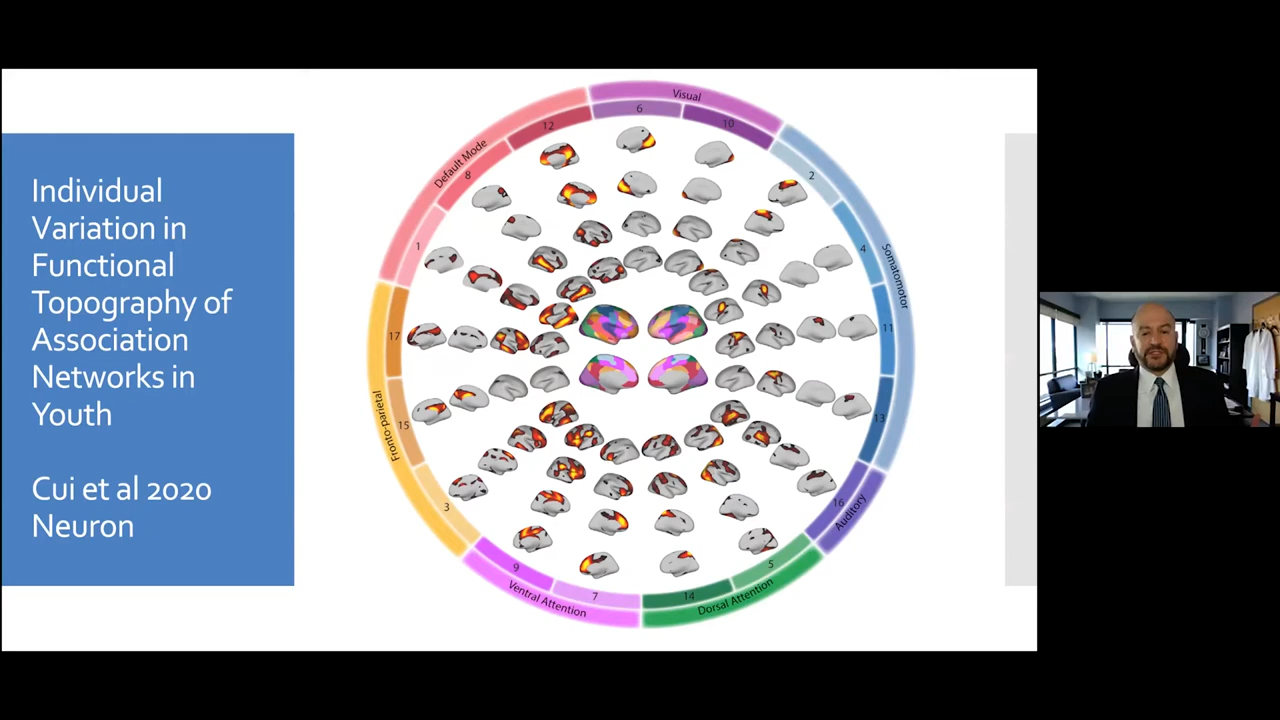 Individual
Variation in
Functional
Topography of
Association
Networks in
Youth
Cui et al 2020
Neuron
Visual
6
10
Somatomotor
2
4
11
13
Auditory
16
Dorsal Attention
5
14
Ventral Attention
7
9
Fronto-parietal
3
15
17
Default Mode
1
8
12